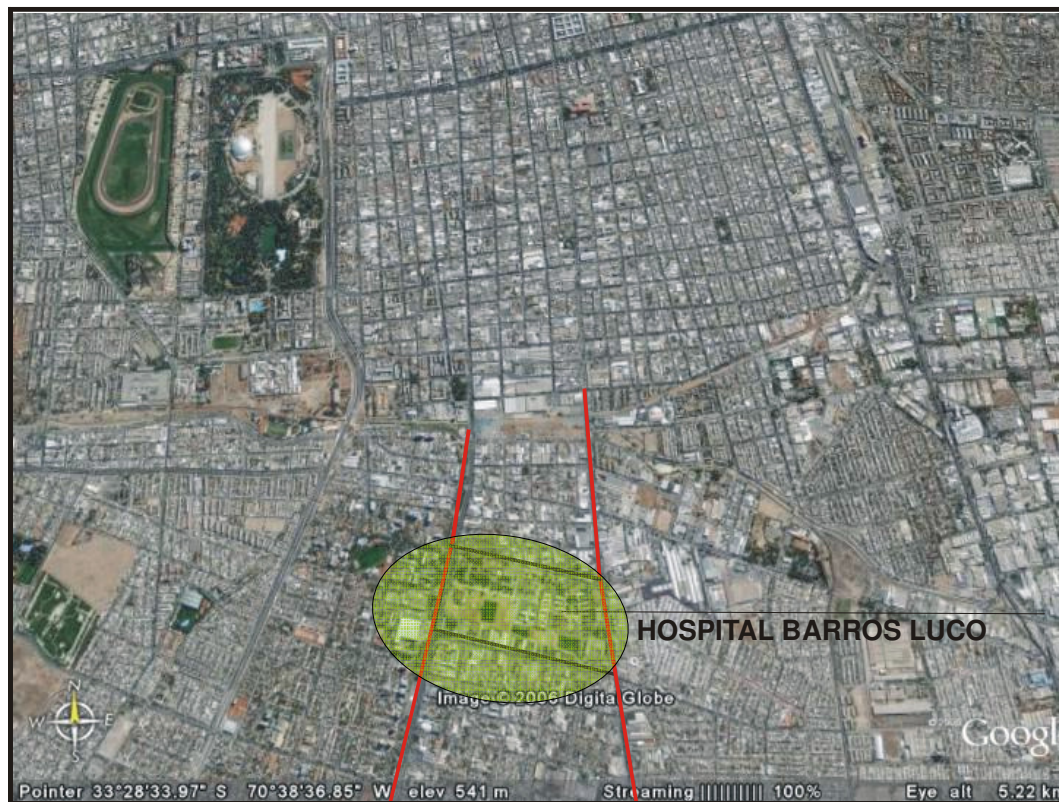 HOSPITAL BARROS LUCO
Image © 2006 Digital Globe
N
W E
S
Googl
Pointer 33°28'33.97" S 70°38'36.85" W elev 541 m Streaming |||||||||| 100% Eye alt 5.22 k